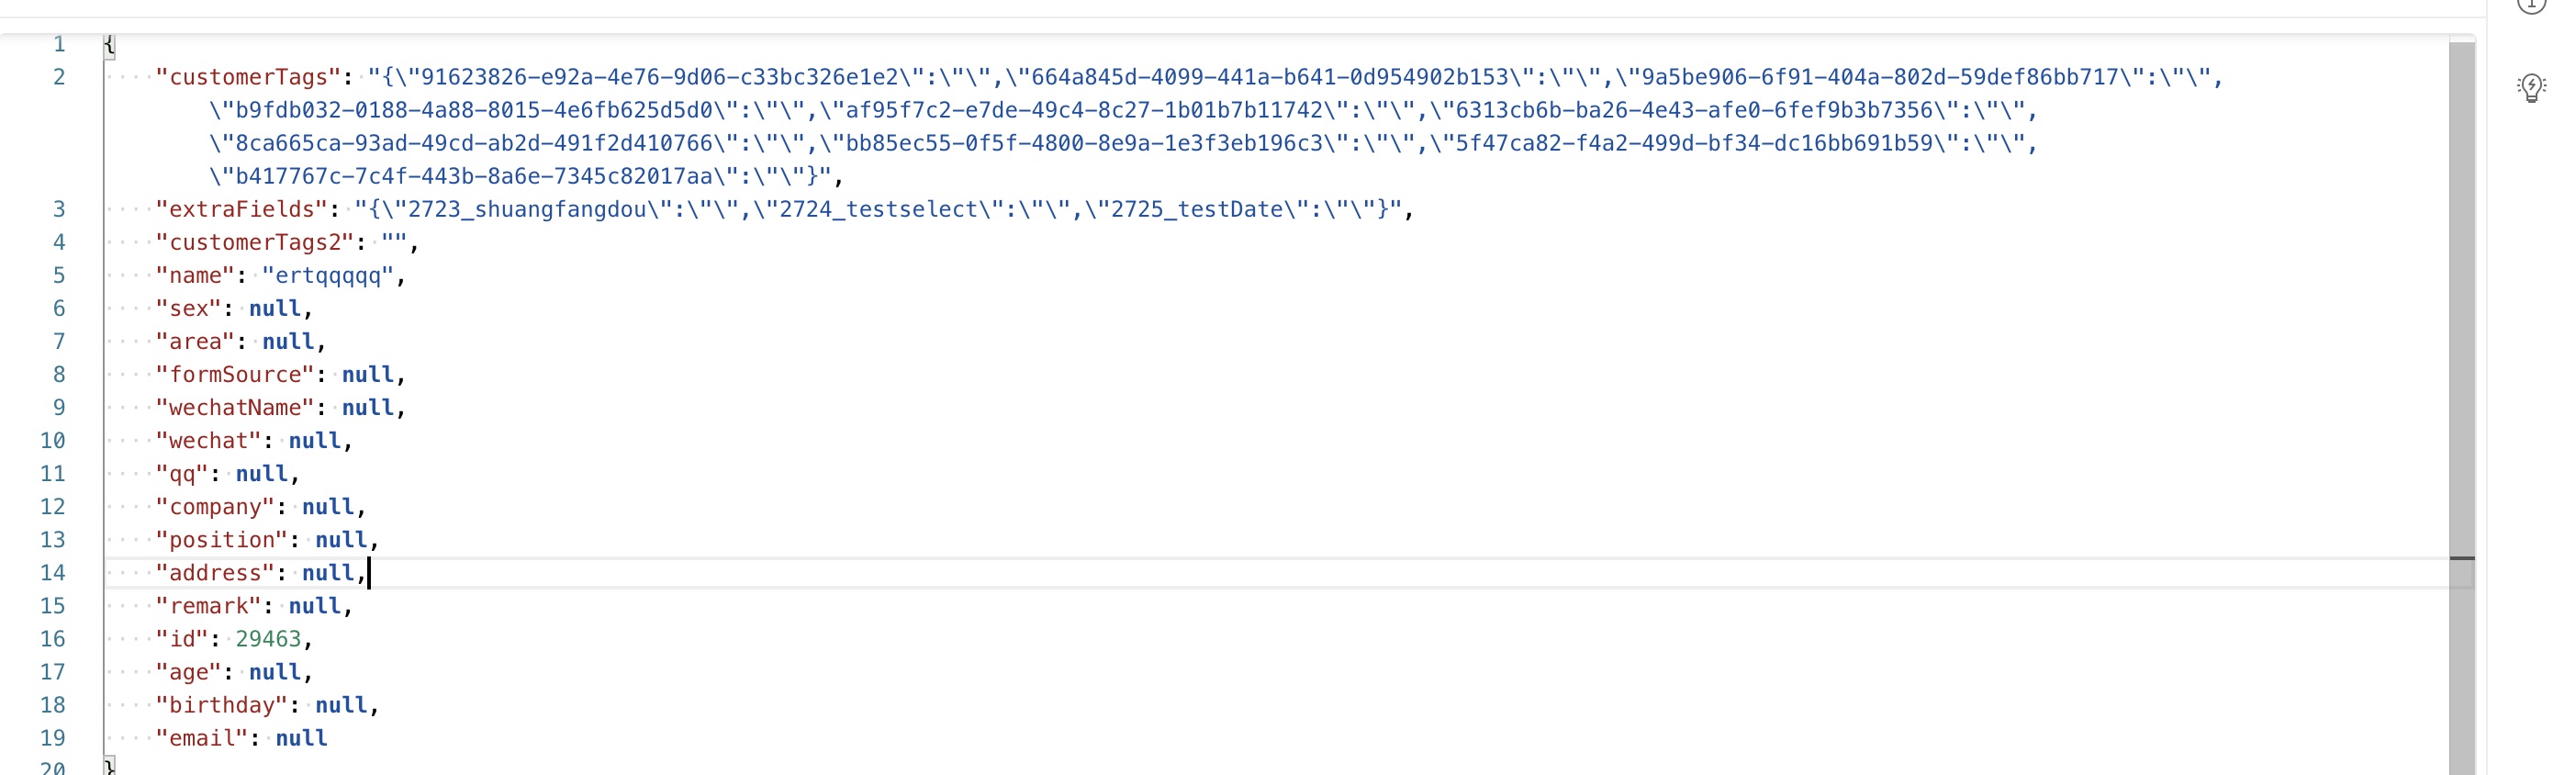 1 {
2 "customerTags": "{\"91623826-e92a-4e76-9d06-c33bc326e1e2\":\"\",\"664a845d-4099-441a-b641-0d954902b153\":\"\",\"9a5be906-6f91-404a-802d-59def86bb717\":\"\",
\"b9fdb032-0188-4a88-8015-4e6fb625d5d0\":\"\",\"af95f7c2-e7de-49c4-8c27-1b01b7b11742\":\"\",\"6313cb6b-ba26-4e43-afe0-6fef9b3b7356\":\"\",
\"8ca665ca-93ad-49cd-ab2d-491f2d410766\":\"\",\"bb85ec55-0f5f-4800-8e9a-1e3f3eb196c3\":\"\",\"5f47ca82-f4a2-499d-bf34-dc16bb691b59\":\"\",
\"b417767c-7c4f-443b-8a6e-7345c82017aa\":\"\"}",
3 "extraFields": "{\"2723_shuangfangdou\":\"\",\"2724_testselect\":\"\",\"2725_testDate\":\"\"}",
4 "customerTags2": "",
5 "name": "ertqqqqq",
6 "sex": null,
7 "area": null,
8 "formSource": null,
9 "wechatName": null,
10 "wechat": null,
11 "qq": null,
12 "company": null,
13 "position": null,
14 "address": null,
15 "remark": null,
16 "id": 29463,
17 "age": null,
18 "birthday": null,
19 "email": null
20 }